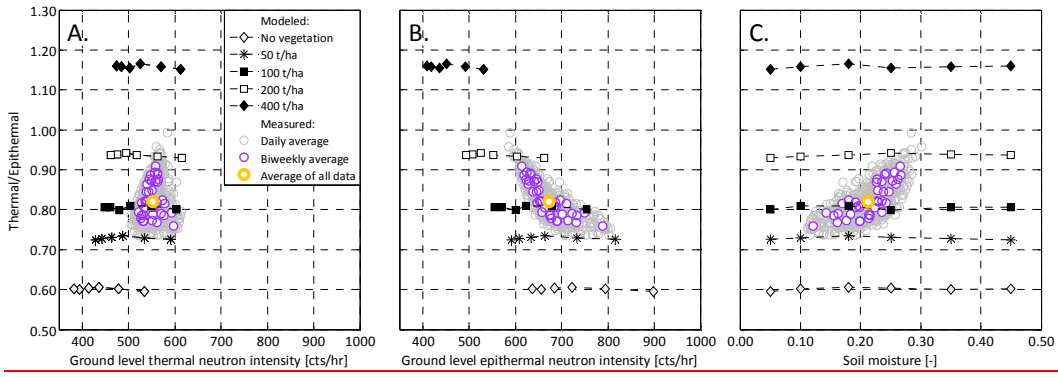 A.
B.
C.
Thermal/Epithermal
1.30
1.20
1.10
1.00
0.90
0.80
0.70
0.60
0.50
Modeled:
No vegetation
50 t/ha
100 t/ha
200 t/ha
400 t/ha
Measured:
Daily average
Biweekly average
Average of all data
400 500 600 700 800 900 1000
Ground level thermal neutron intensity [cts/hr]
400 500 600 700 800 900 1000
Ground level epithermal neutron intensity [cts/hr]
0.00 0.10 0.20 0.30 0.40 0.50
Soil moisture [-]